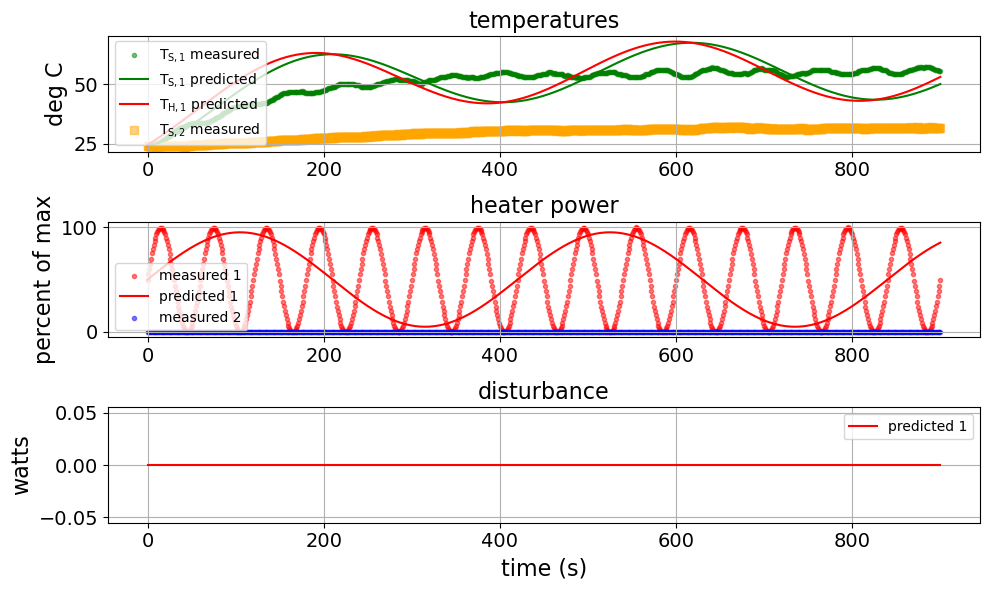 temperatures
deg C
50
25
T_S,1 measured
T_S,1 predicted
T_H,1 predicted
T_S,2 measured
0 200 400 600 800
heater power
percent of max
100
0
measured 1
predicted 1
measured 2
0 200 400 600 800
disturbance
watts
0.05
0.00
−0.05
predicted 1
0 200 400 600 800
time (s)